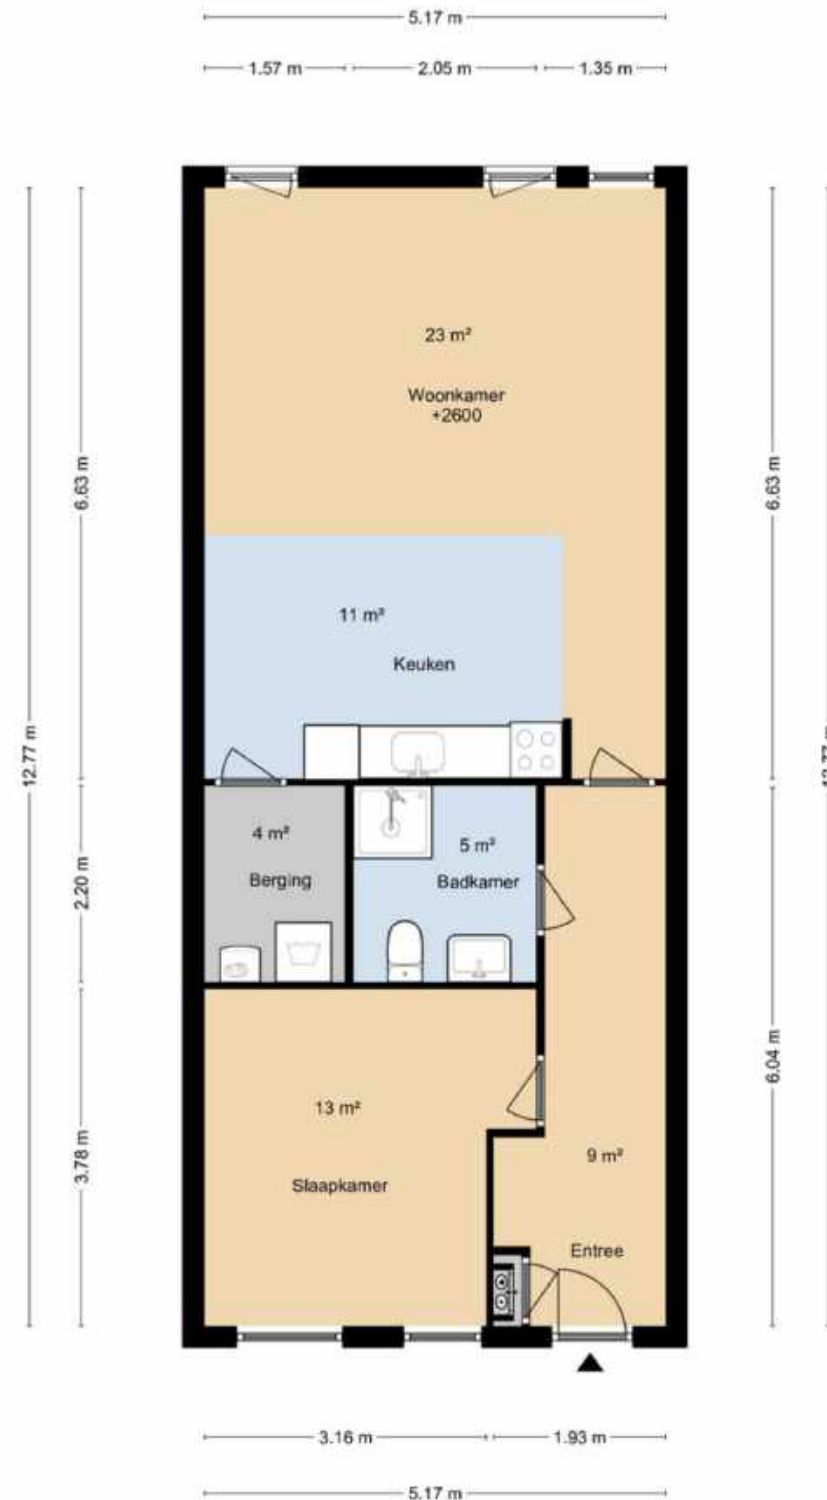 5.17 m
1.57 m
2.05 m
1.35 m
23 m²
Woonkamer
+2600
6.63 m
6.63 m
11 m²
Keuken
12.77 m
4 m²
Berging
5 m²
Badkamer
2.20 m
6.04 m
13 m²
Slaapkamer
3.78 m
9 m²
Entree
3.16 m
1.93 m
5.17 m